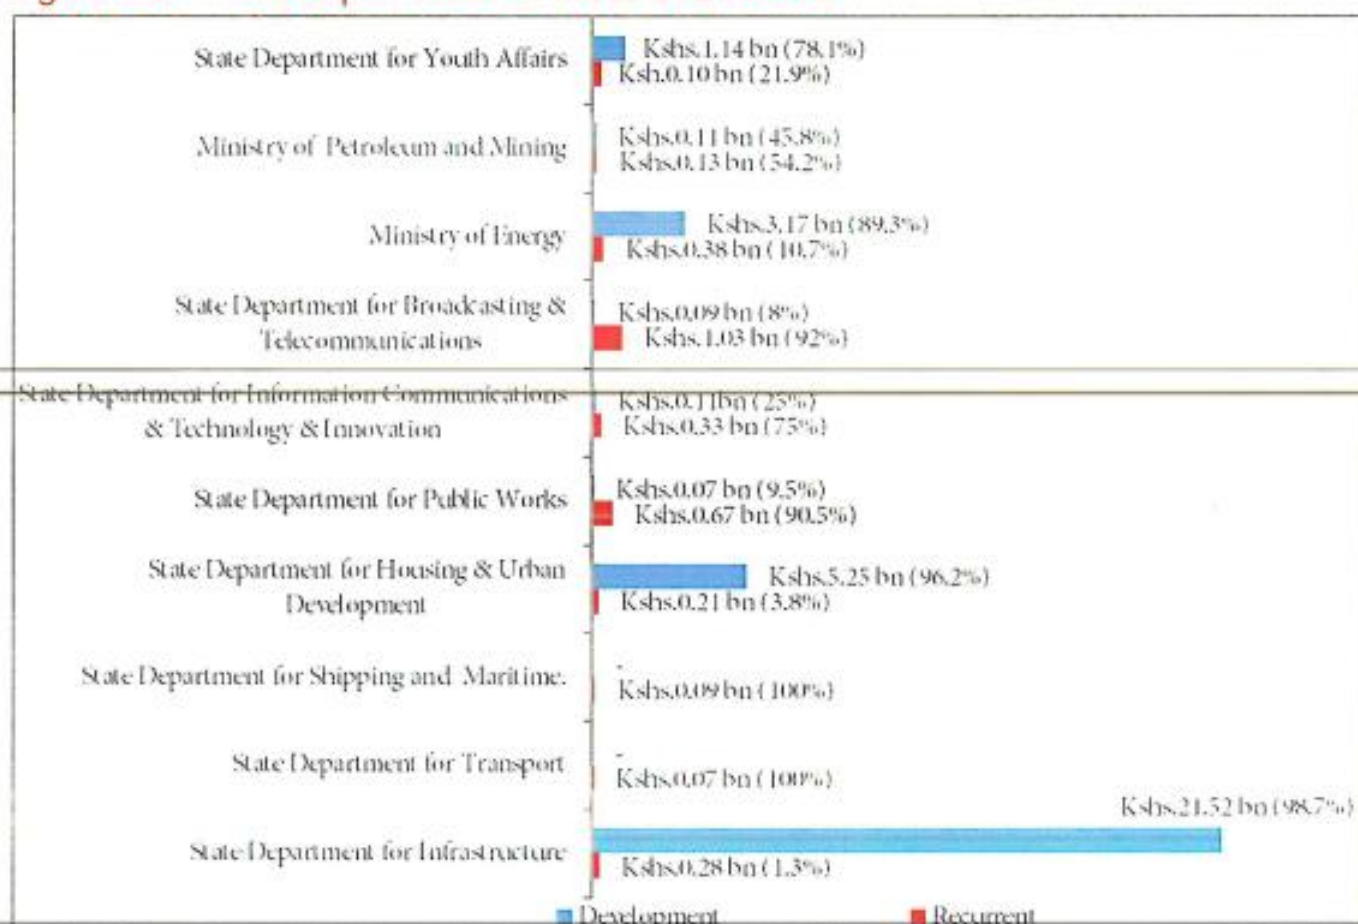 State Department for Youth Affairs
Kshs.1.14 bn (78.1%)
Ksh.0.10 bn (21.9%)
Ministry of Petroleum and Mining
Kshs.0.11 bn (45.8%)
Kshs.0.13 bn (54.2%)
Ministry of Energy
Kshs.3.17 bn (89.3%)
Kshs.0.38 bn (10.7%)
State Department for Broadcasting &
Telecommunications
Kshs.0.09 bn (8%)
Kshs.1.03 bn (92%)
State Department for Information Communications
& Technology & Innovation
Kshs.0.11bn (25%)
Kshs.0.33 bn (75%)
State Department for Public Works
Kshs.0.07 bn (9.5%)
Kshs.0.67 bn (90.5%)
State Department for Housing & Urban
Development
Kshs.5.25 bn (96.2%)
Kshs.0.21 bn (3.8%)
State Department for Shipping and Maritime.
-
Kshs.0.09 bn (100%)
State Department for Transport
-
Kshs.0.07 bn (100%)
State Department for Infrastructure
Kshs.21.52 bn (98.7%)
Kshs.0.28 bn (1.3%)
Development
Recurrent